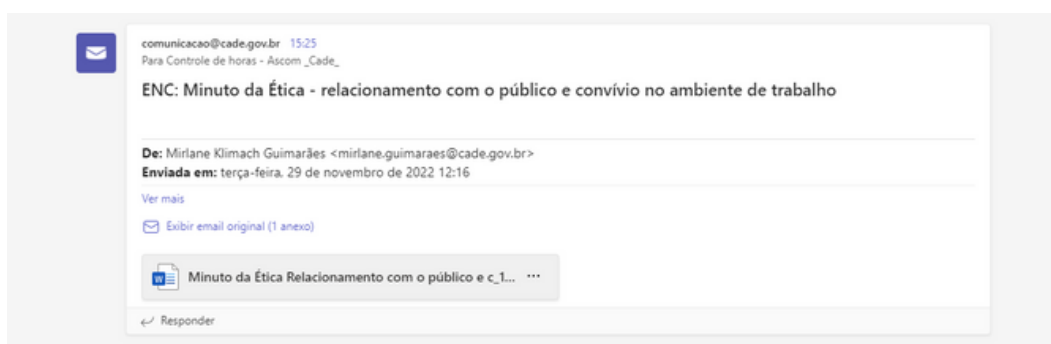 comunicacao@cade.gov.br 15:25
Para Controle de horas - Ascom _Cade_
ENC: Minuto da Ética - relacionamento com o público e convívio no ambiente de trabalho
De: Mirlane Klimach Guimarães <mirlane.guimaraes@cade.gov.br>
Enviada em: terça-feira, 29 de novembro de 2022 12:16
Ver mais
Exibir email original (1 anexo)
Minuto da Ética Relacionamento com o público e c_1... ...
Responder